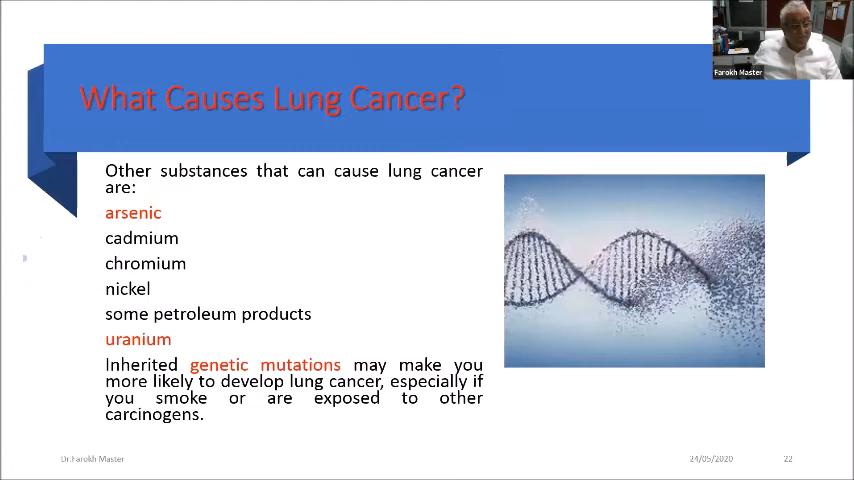 Farokh Master
What Causes Lung Cancer?
Other substances that can cause lung cancer
are:
arsenic
cadmium
chromium
nickel
some petroleum products
uranium
Inherited genetic mutations may make you
more likely to develop lung cancer, especially if
you smoke or are exposed to other
carcinogens.
Dr.Farokh Master
24/05/2020
22